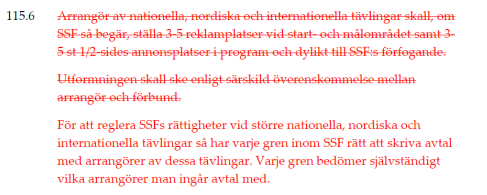 115.6 Arrangör av nationella, nordiska och internationella tävlingar skall, om
SSF så begär, ställa 3-5 reklamplatser vid start- och målområdet samt 3-
5 st 1/2-sides annonsplatser i program och dylikt till SSF:s förfogande.
Utformningen skall ske enligt särskild överenskommelse mellan
arrangör och förbund.
För att reglera SSFs rättigheter vid större nationella, nordiska och
internationella tävlingar så har varje gren inom SSF rätt att skriva avtal
med arrangörer av dessa tävlingar. Varje gren bedömer självständigt
vilka arrangörer man ingår avtal med.